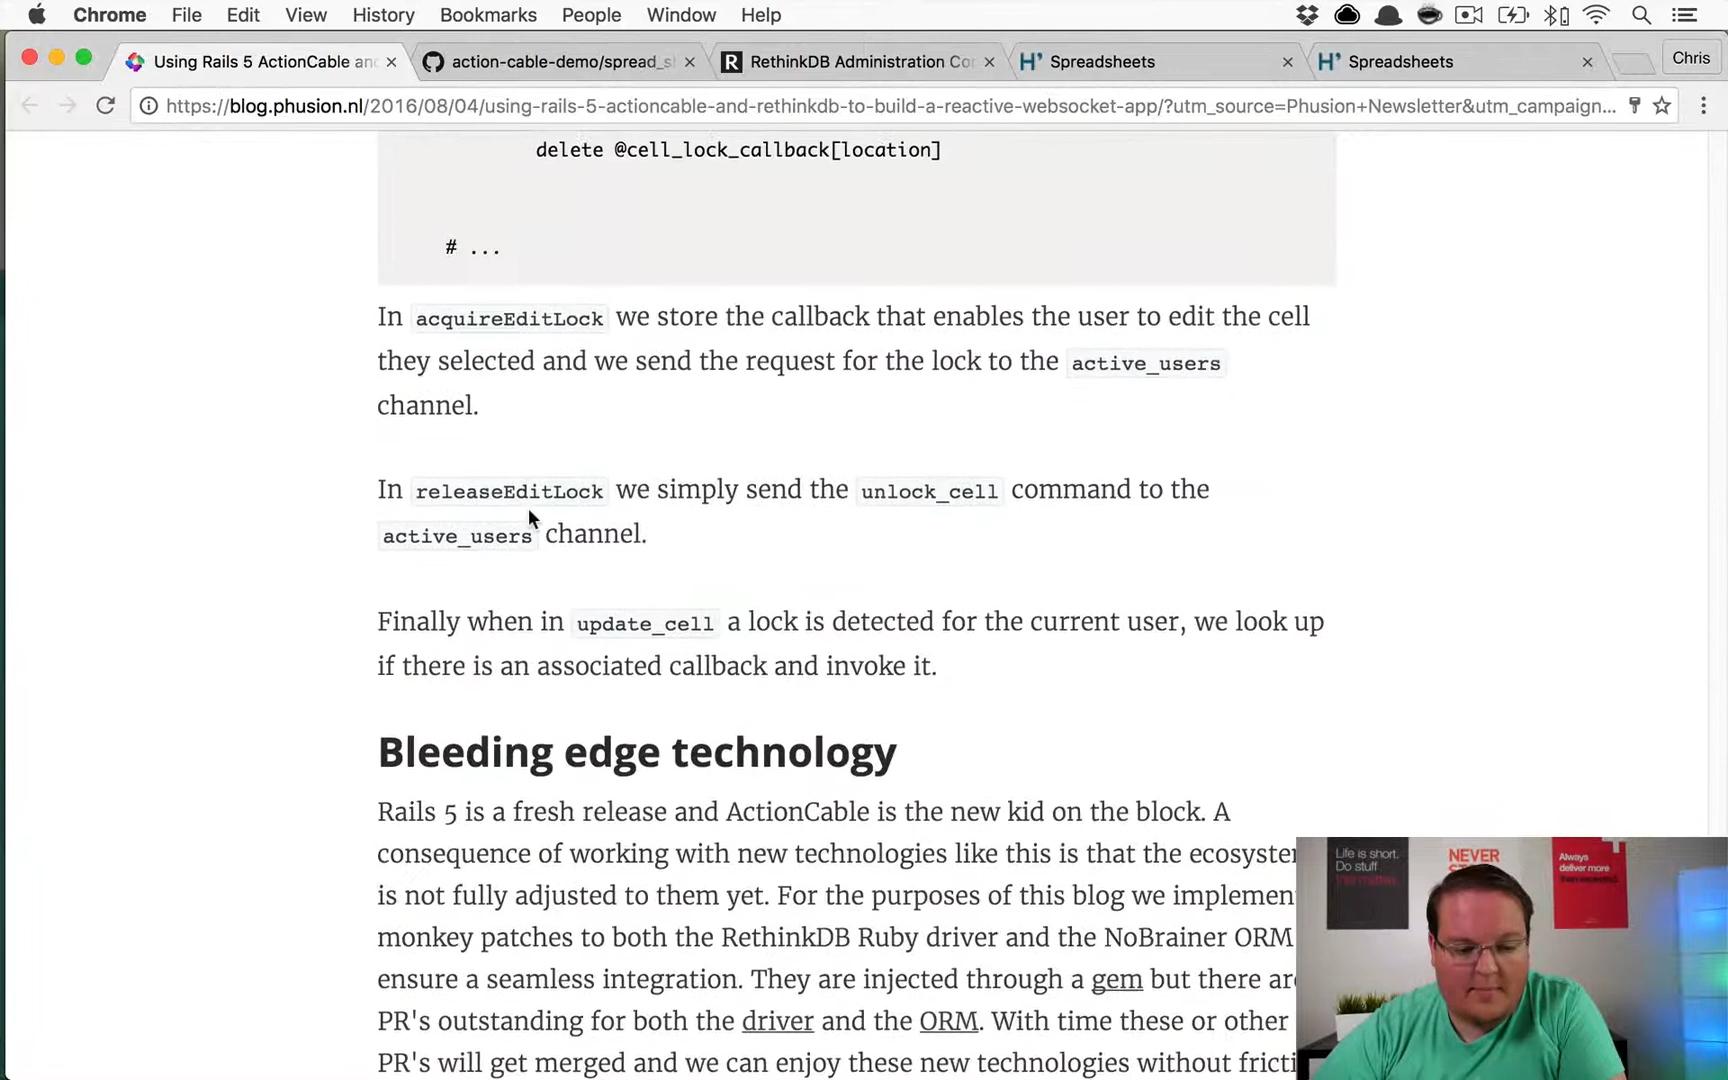 Chrome File Edit View History Bookmarks People Window Help
Using Rails 5 ActionCable and
action-cable-demo/spread_s
RethinkDB Administration Co
Spreadsheets
Spreadsheets
Chris
https://blog.phusion.nl/2016/08/04/using-rails-5-actioncable-and-rethinkdb-to-build-a-reactive-websocket-app/?utm_source=Phusion+Newsletter&utm_campaign...
delete @cell_lock_callback[location]
# ...
In acquireEditLock we store the callback that enables the user to edit the cell
they selected and we send the request for the lock to the active_users
channel.
In releaseEditLock we simply send the unlock_cell command to the
active_users channel.
Finally when in update_cell a lock is detected for the current user, we look up
if there is an associated callback and invoke it.
Bleeding edge technology
Rails 5 is a fresh release and ActionCable is the new kid on the block. A
consequence of working with new technologies like this is that the ecosyster
is not fully adjusted to them yet. For the purposes of this blog we implemen
monkey patches to both the RethinkDB Ruby driver and the NoBrainer ORM
ensure a seamless integration. They are injected through a gem but there are
PR's outstanding for both the driver and the ORM. With time these or other
PR's will get merged and we can enjoy these new technologies without fricti
Life is short.
Do stuff
that matters.
NEVER
Always
deliver more
than expected.